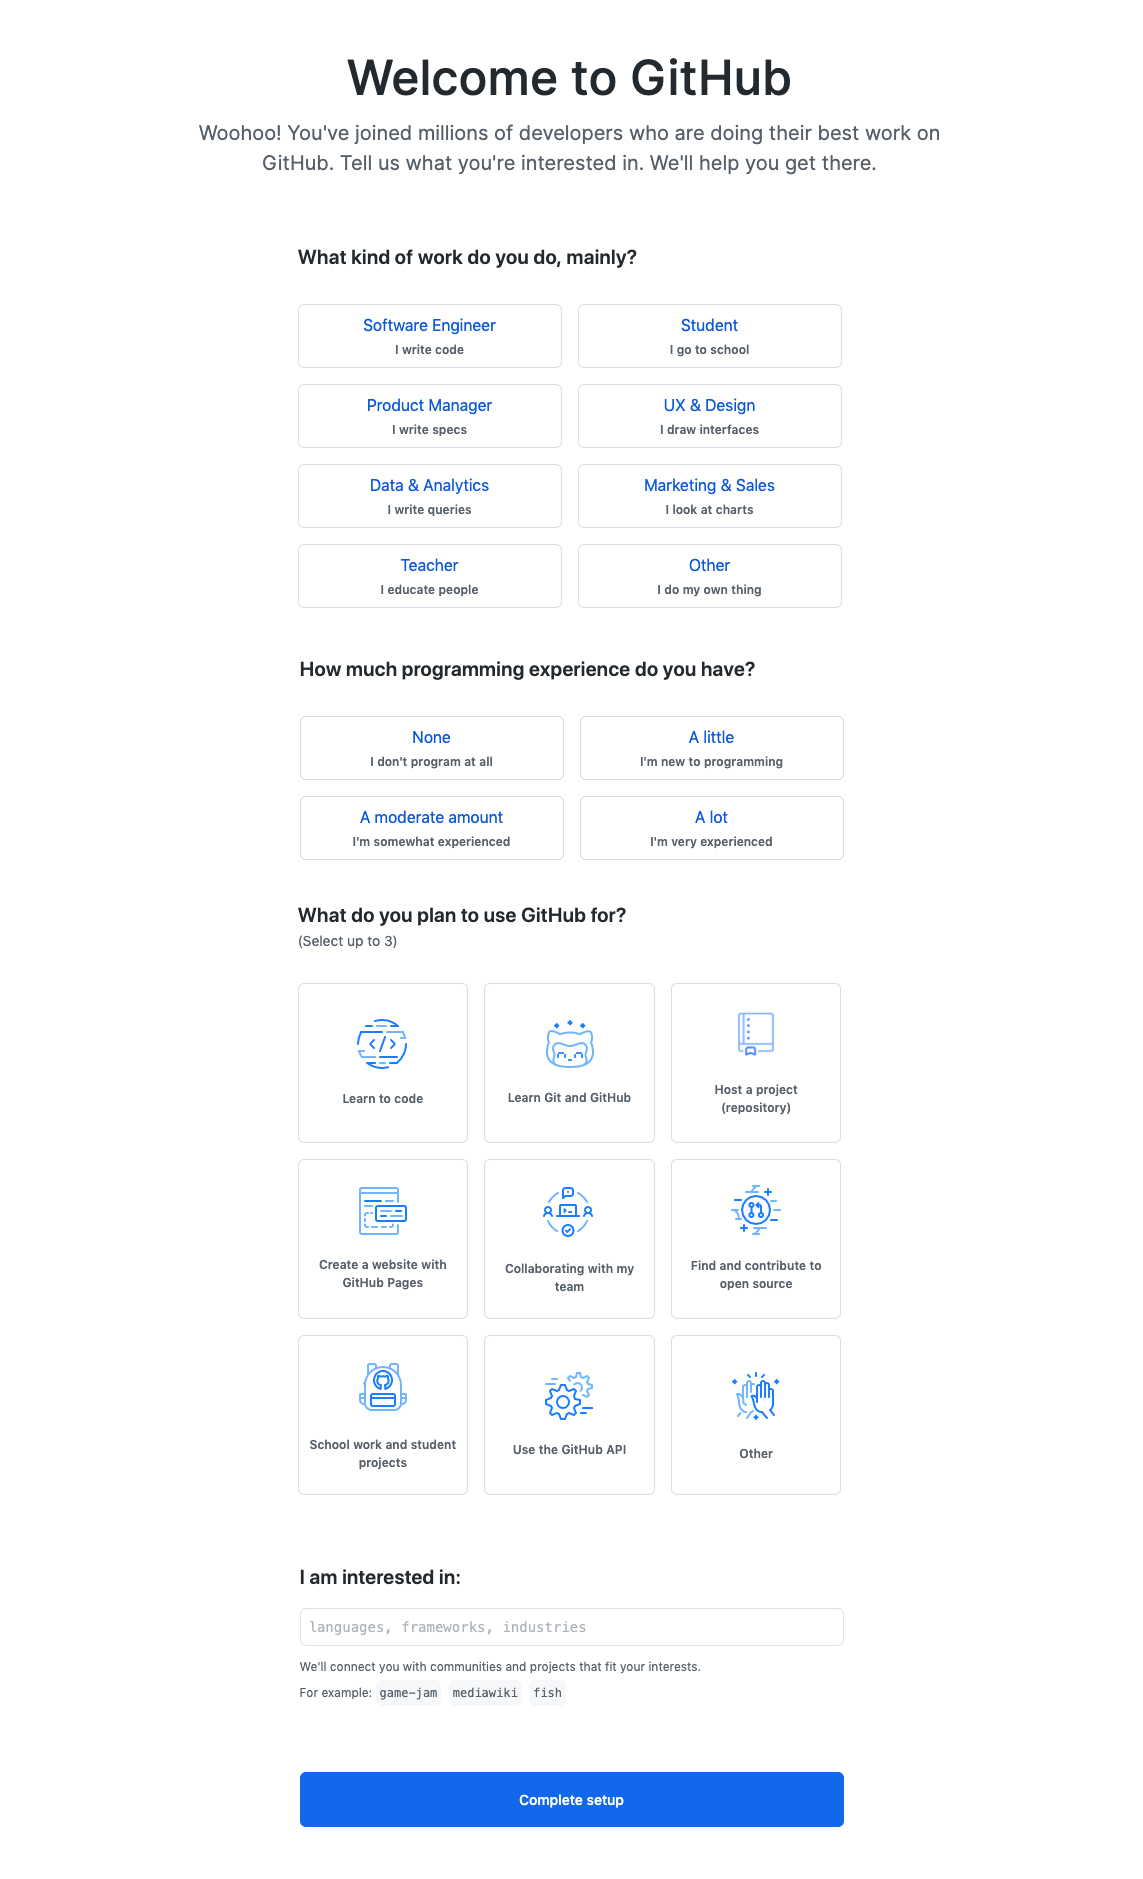 Welcome to GitHub
Woohoo! You've joined millions of developers who are doing their best work on
GitHub. Tell us what you're interested in. We'll help you get there.
What kind of work do you do, mainly?
Software Engineer
I write code
Student
I go to school
Product Manager
I write specs
UX & Design
I draw interfaces
Data & Analytics
I write queries
Marketing & Sales
I look at charts
Teacher
I educate people
Other
I do my own thing
How much programming experience do you have?
None
I don't program at all
A little
I'm new to programming
A moderate amount
I'm somewhat experienced
A lot
I'm very experienced
What do you plan to use GitHub for?
(Select up to 3)
Learn to code
Learn Git and GitHub
Host a project
(repository)
Create a website with
GitHub Pages
Collaborating with my
team
Find and contribute to
open source
School work and student
projects
Use the GitHub API
Other
I am interested in:
languages, frameworks, industries
We'll connect you with communities and projects that fit your interests.
For example: game-jam mediawiki fish
Complete setup